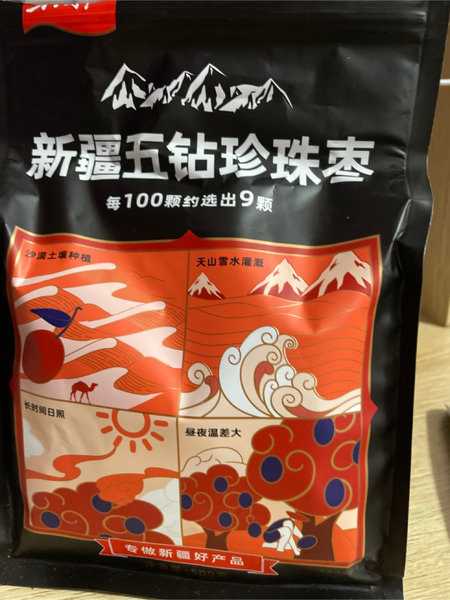 新疆五钻珍珠枣
每100颗约选出9颗
沙漠土壤种植
天山雪水灌溉
长时间日照
昼夜温差大
专做新疆好产品